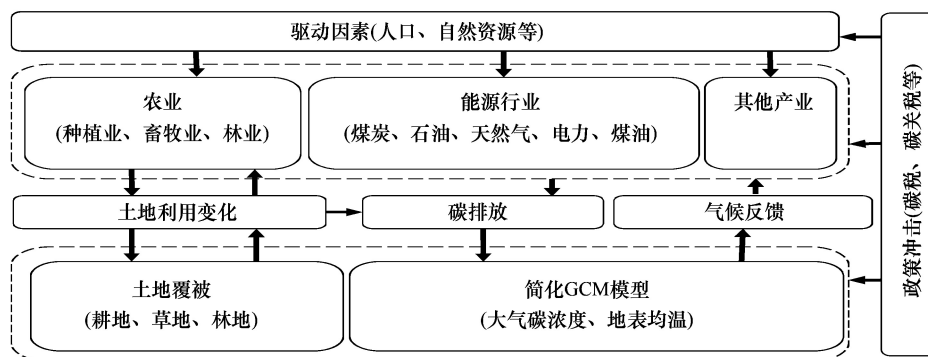 驱动因素(人口、自然资源等)
农业
(种植业、畜牧业、林业)
能源行业
(煤炭、石油、天然气、电力、煤油)
其他产业
土地利用变化
碳排放
气候反馈
土地覆被
(耕地、草地、林地)
简化GCM模型
(大气碳浓度、地表均温)
政策冲击(碳税、碳关税等)